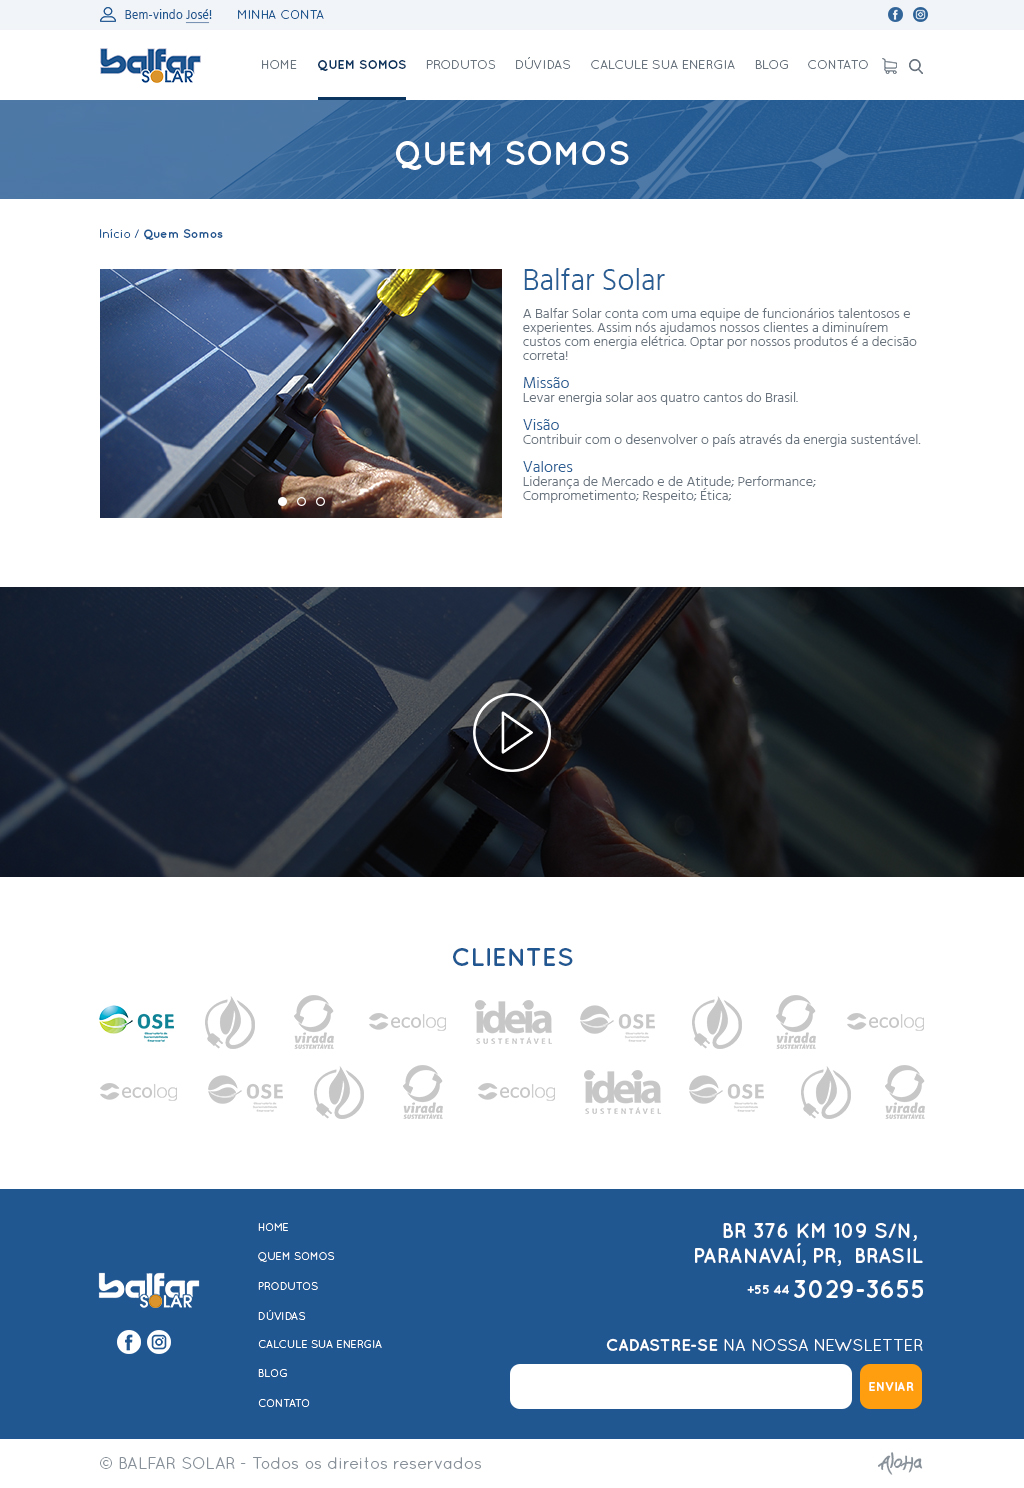 Bem-vindo José! MINHA CONTA
balfar SOLAR
HOME QUEM SOMOS PRODUTOS DÚVIDAS CALCULE SUA ENERGIA BLOG CONTATO
QUEM SOMOS
Início / Quem Somos
Balfar Solar
A Balfar Solar conta com uma equipe de funcionários talentosos e
experientes. Assim nós ajudamos nossos clientes a diminuírem
custos com energia elétrica. Optar por nossos produtos é a decisão
correta!
Missão
Levar energia solar aos quatro cantos do Brasil.
Visão
Contribuir com o desenvolver o país através da energia sustentável.
Valores
Liderança de Mercado e de Atitude; Performance;
Comprometimento; Respeito; Ética;
CLIENTES
OSE virada SUSTENTÁVEL ecolog ideia SUSTENTÁVEL OSE virada SUSTENTÁVEL ecolog
ecolog OSE virada SUSTENTÁVEL ecolog ideia SUSTENTÁVEL OSE virada SUSTENTÁVEL
balfar SOLAR
HOME
QUEM SOMOS
PRODUTOS
DÚVIDAS
CALCULE SUA ENERGIA
BLOG
CONTATO
BR 376 KM 109 S/N,
PARANAVAÍ, PR, BRASIL
+55 44 3029-3655
CADASTRE-SE NA NOSSA NEWSLETTER
ENVIAR
© BALFAR SOLAR - Todos os direitos reservados
Aloha